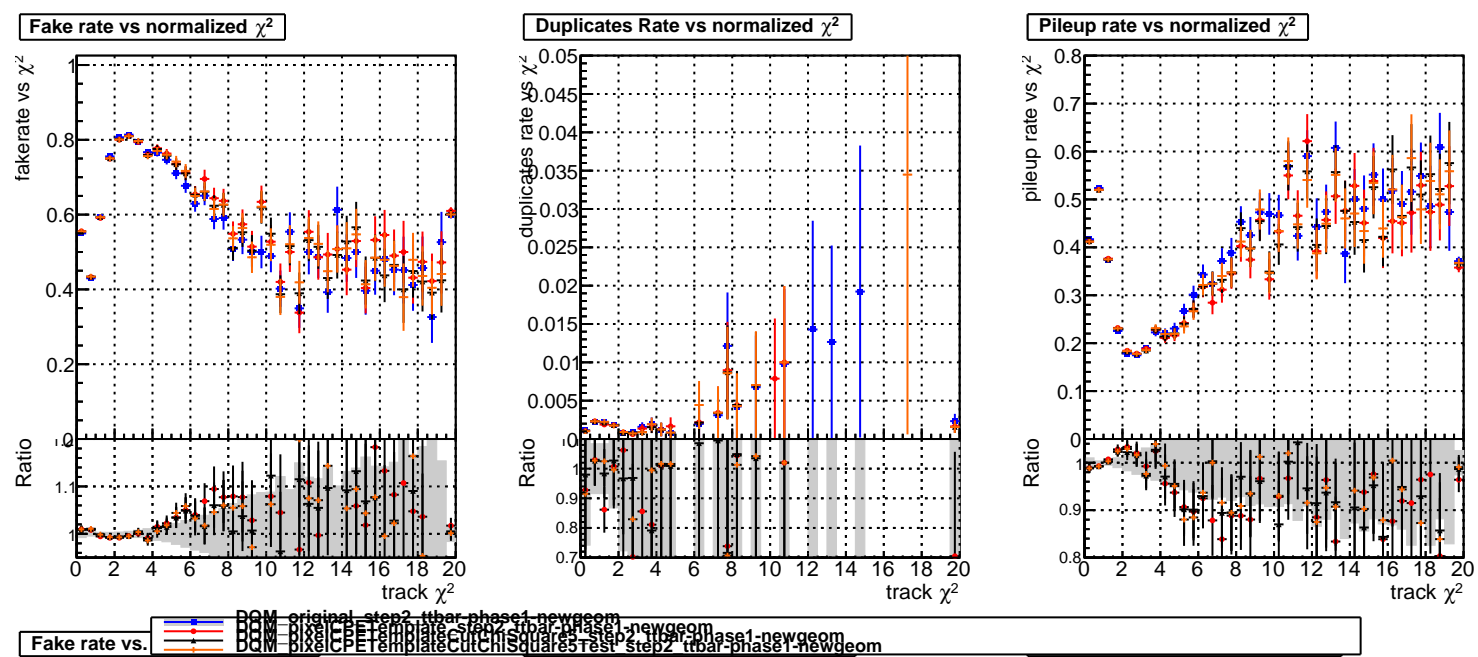 Fake rate vs normalized χ²
Duplicates Rate vs normalized χ²
Pileup rate vs normalized χ²
fakerate vs χ²
1
0.8
0.6
0.4
0.2
0
Ratio
1.1
1
0 2 4 6 8 10 12 14 16 18 20
track χ²
duplicates rate vs χ²
0.05
0.045
0.04
0.035
0.03
0.025
0.02
0.015
0.01
0.005
0
Ratio
1
0.9
0.8
0.7
0 2 4 6 8 10 12 14 16 18 20
track χ²
pileup rate vs χ²
0.8
0.7
0.6
0.5
0.4
0.3
0.2
0.1
0
Ratio
1
0.9
0.8
0 2 4 6 8 10 12 14 16 18 20
track χ²
DQM_original_step2_ttbar-phase1-newgeom
DQM_pixelCPETemplate_step2_ttbar-phase1-newgeom
DQM_pixelCPETemplateCutChiSquare5_step2_ttbar-phase1-newgeom
DQM_pixelCPETemplateCutChiSquare5Test_step2_ttbar-phase1-newgeom
Fake rate vs.